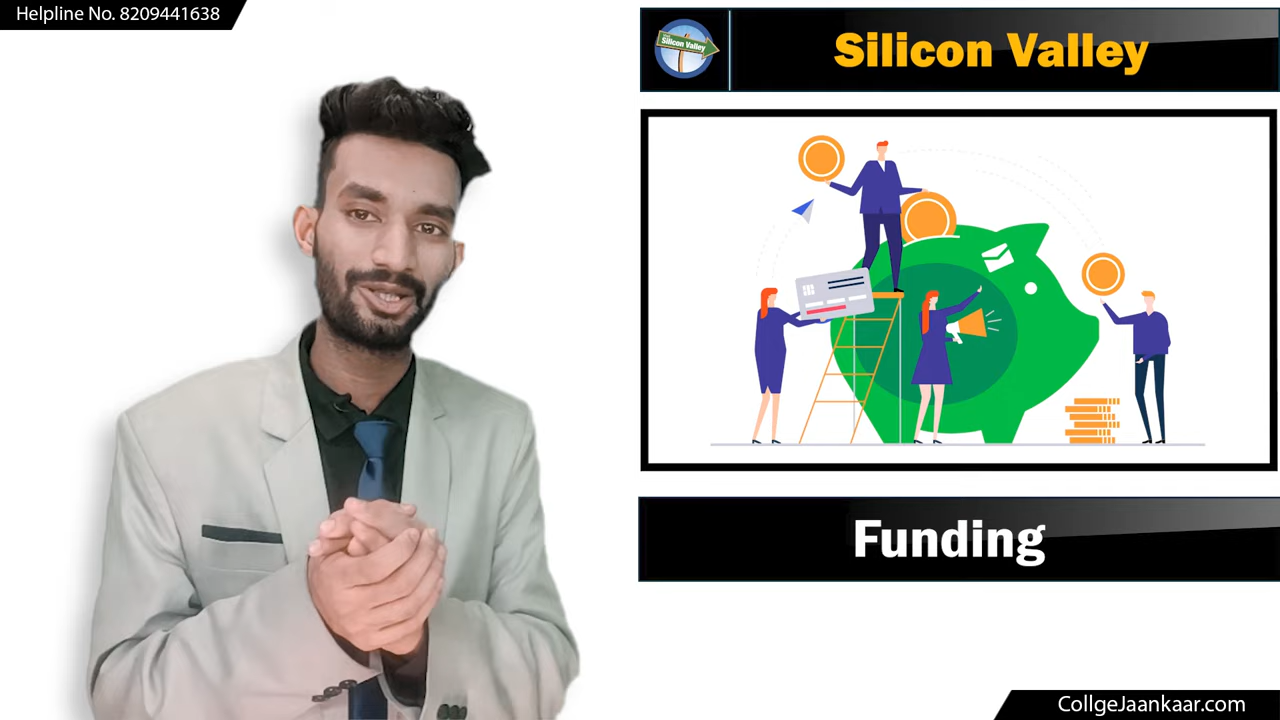 Helpline No. 8209441638
Silicon Valley
Silicon Valley
Funding
CollgeJaankaar.com